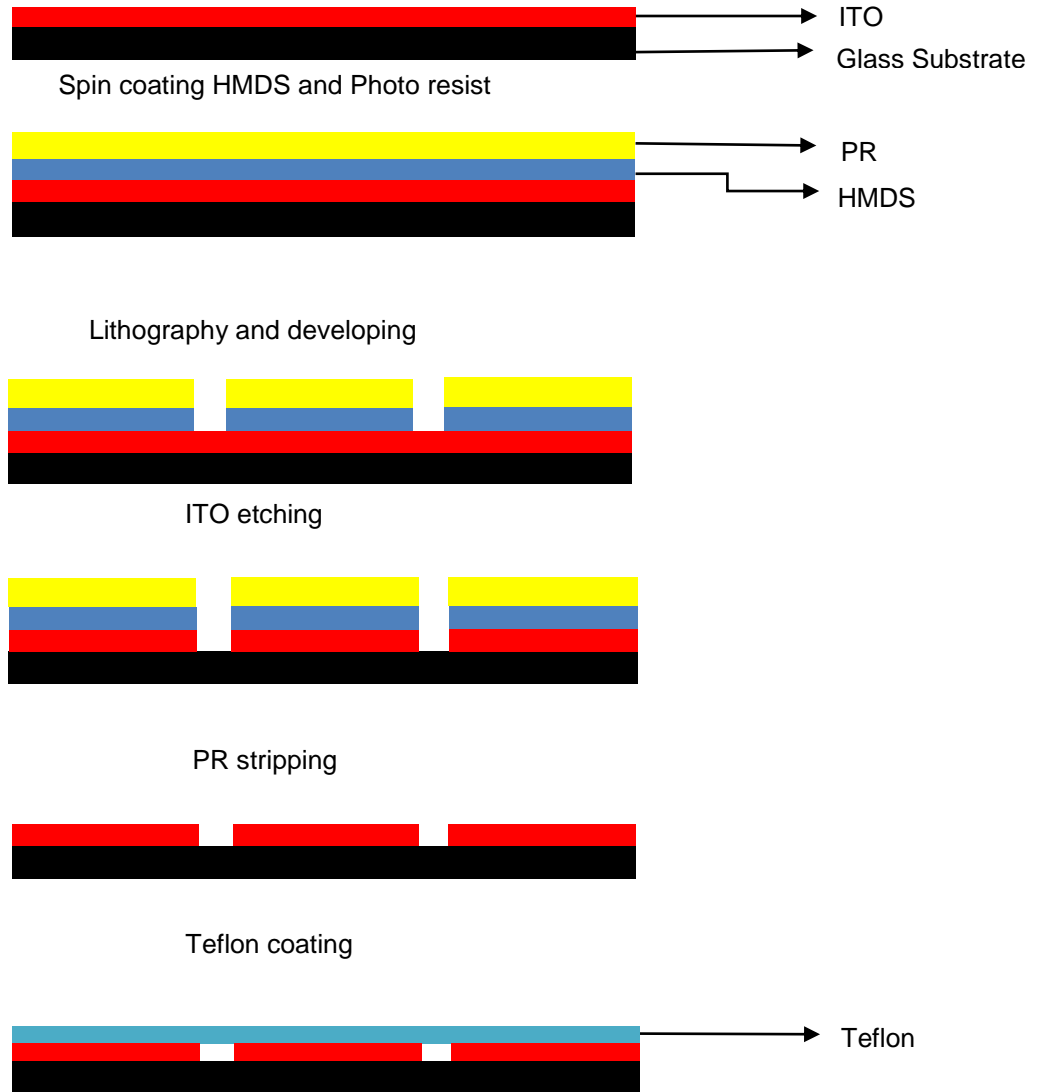 ITO
Glass Substrate
Spin coating HMDS and Photo resist
PR
HMDS
Lithography and developing
ITO etching
PR stripping
Teflon coating
Teflon